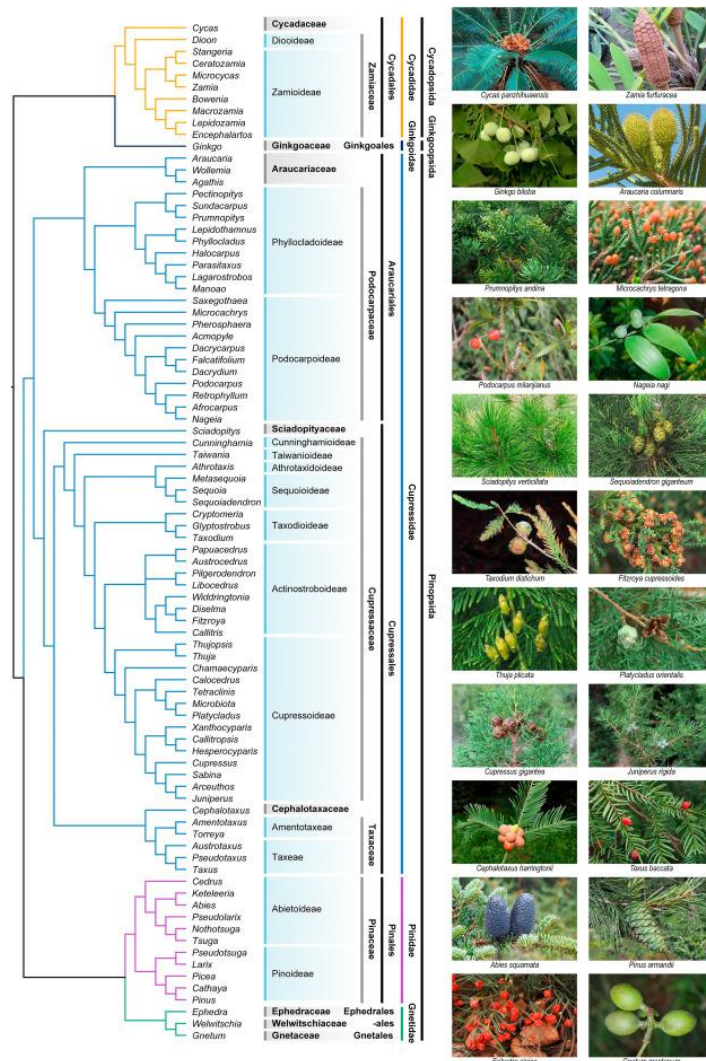 Cycas
Dioon
Stangeria
Ceratozamia
Microcycas
Zamia
Bowenia
Macrozamia
Lepidozamia
Encephalartos
Ginkgo
Araucaria
Wollemia
Agathis
Pectinopitys
Sundacarpus
Prumnopitys
Lepidothamnus
Phyllocladus
Halocarpus
Parasitaxus
Lagarostrobos
Manoao
Saxegothaea
Microcachrys
Pherosphaera
Acmopyle
Dacrycarpus
Falcatifolium
Dacrydium
Podocarpus
Retrophyllum
Afrocarpus
Nageia
Sciadopitys
Cunninghamia
Taiwania
Athrotaxis
Metasequoia
Sequoia
Sequoiadendron
Cryptomeria
Glyptostrobus
Taxodium
Papuacedrus
Austrocedrus
Pilgerodendron
Libocedrus
Widdringtonia
Diselma
Fitzroya
Callitris
Thujopsis
Thuja
Chamaecyparis
Calocedrus
Tetraclinis
Microbiota
Platycladus
Xanthocyparis
Callitropsis
Hesperocyparis
Cupressus
Sabina
Arceuthos
Juniperus
Cephalotaxus
Amentotaxus
Torreya
Austrotaxus
Pseudotaxus
Taxus
Cedrus
Keteleeria
Abies
Pseudolarix
Nothotsuga
Tsuga
Pseudotsuga
Larix
Picea
Cathaya
Pinus
Ephedra
Welwitschia
Gnetum
Cycadaceae
Diooideae
Zamioideae
Ginkgoaceae Ginkgoales
Araucariaceae
Phyllocladoideae
Podocarpoideae
Sciadopityaceae
Cunninghamioideae
Taiwanioideae
Athrotaxidoideae
Sequoioideae
Taxodioideae
Actinostroboideae
Cupressoideae
Cephalotaxaceae
Amentotaxeae
Taxeae
Abietoideae
Pinoideae
Ephedraceae Ephedrales
Welwitschiaceae -ales
Gnetaceae Gnetales
Zamiaceae
Podocarpaceae
Cupressaceae
Taxaceae
Pinaceae
Cycadales
Araucariales
Cupressales
Pinales
Cycadidae
Ginkgoidae
Cupressidae
Pinidae
Gnetidae
Cycadopsida
Ginkgoopsida
Pinopsida
Cycas panzhihuaensis
Zamia furfuracea
Ginkgo biloba
Araucaria columnaris
Prumnopitys andina
Microcachrys tetragona
Podocarpus milanjianus
Nageia nagi
Sciadopitys verticillata
Sequoiadendron giganteum
Taxodium distichum
Fitzroya cupressoides
Thuja plicata
Platycladus orientalis
Cupressus gigantea
Juniperus rigida
Cephalotaxus harringtonii
Taxus baccata
Abies squamata
Pinus armandii